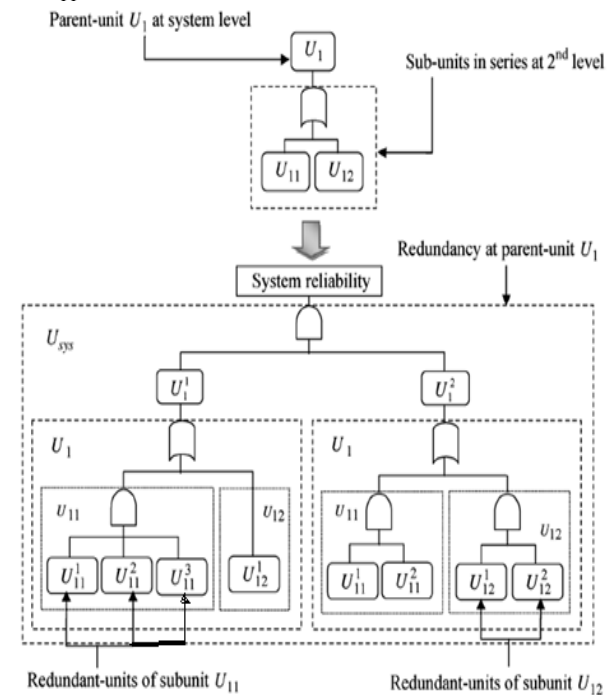 Parent-unit U₁ at system level
U₁
Sub-units in series at 2ⁿᵈ level
U₁₁ U₁₂
Redundancy at parent-unit U₁
System reliability
U_sys
U₁¹ U₁²
U₁ U₁
U₁₁ U₁₂ U₁₁ U₁₂
U₁₁¹ U₁₁² U₁₁³ U₁₂¹ U₁₁¹ U₁₁² U₁₂¹ U₁₂²
Redundant-units of subunit U₁₁ Redundant-units of subunit U₁₂